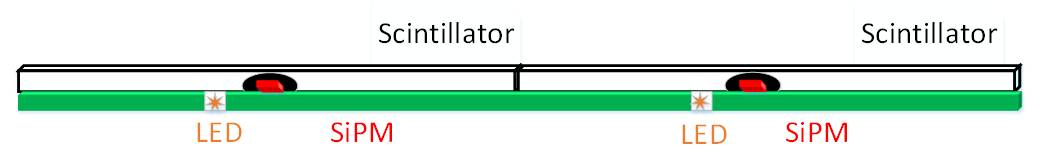 Scintillator Scintillator
LED SiPM LED SiPM